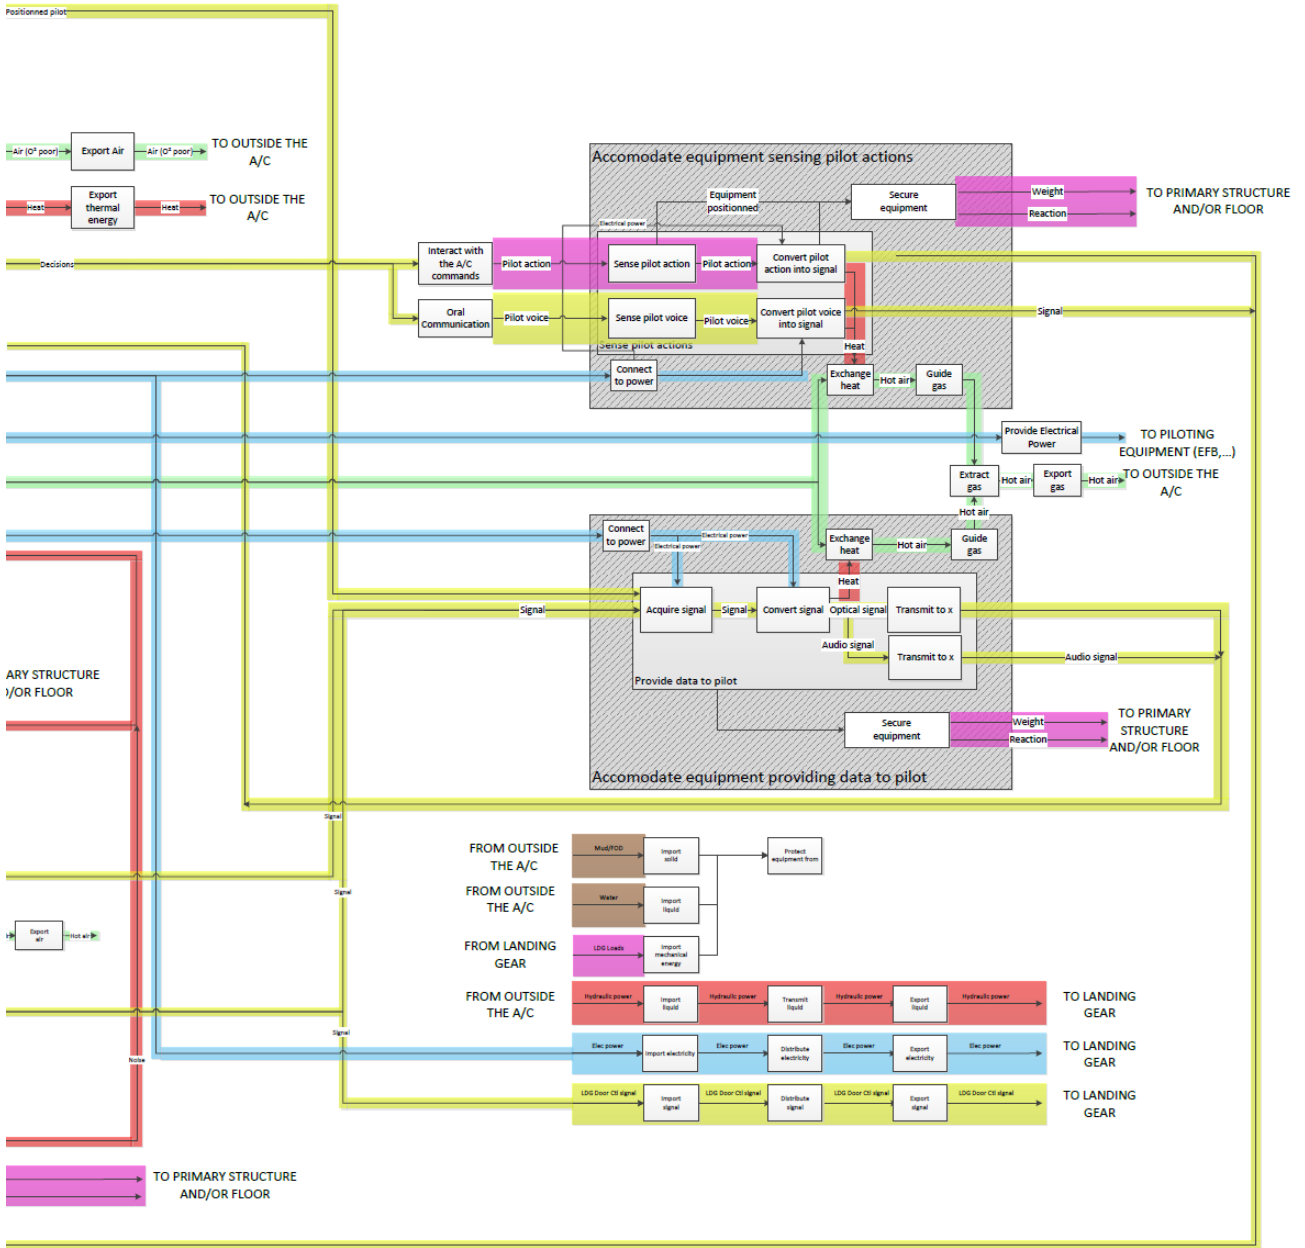 Positionned pilot
Air (O² poor)
Export Air
Air (O² poor)
TO OUTSIDE THE
A/C
Heat
Export
thermal
energy
Heat
TO OUTSIDE THE
A/C
Accomodate equipment sensing pilot actions
Equipment
positionned
Secure
equipment
Weight
Reaction
TO PRIMARY STRUCTURE
AND/OR FLOOR
Electrical power
Decisions
Interact with
the A/C
commands
Pilot action
Sense pilot action
Pilot action
Convert pilot
action into signal
Oral
Communication
Pilot voice
Sense pilot voice
Pilot voice
Convert pilot voice
into signal
Signal
Sense pilot actions
Heat
Connect
to power
Exchange
heat
Hot air
Guide
gas
Provide Electrical
Power
TO PILOTING
EQUIPMENT (EFB,...)
Extract
gas
Hot air
Export
gas
Hot air
TO OUTSIDE THE
A/C
Hot air
Connect
to power
Electrical power
Electrical power
Exchange
heat
Hot air
Guide
gas
Heat
Signal
Acquire signal
Signal
Convert signal
Optical signal
Transmit to x
Audio signal
Transmit to x
Audio signal
Provide data to pilot
ARY STRUCTURE
/OR FLOOR
Secure
equipment
Weight
Reaction
TO PRIMARY
STRUCTURE
AND/OR FLOOR
Accomodate equipment providing data to pilot
Signal
FROM OUTSIDE
THE A/C
Mud/FOD
Import
solid
Protect
equipment from
Signal
FROM OUTSIDE
THE A/C
Water
Import
liquid
Export
air
Hot air
FROM LANDING
GEAR
LDG Loads
Import
mechanical
energy
FROM OUTSIDE
THE A/C
Hydraulic power
Import
liquid
Hydraulic power
Transmit
liquid
Hydraulic power
Export
liquid
Hydraulic power
TO LANDING
GEAR
Signal
Noise
Elec power
Import electricity
Elec power
Distribute
electricity
Elec power
Export
electricity
Elec power
TO LANDING
GEAR
LDG Door Ctl signal
Import
signal
LDG Door Ctl signal
Distribute
signal
LDG Door Ctl signal
Export
signal
LDG Door Ctl signal
TO LANDING
GEAR
TO PRIMARY STRUCTURE
AND/OR FLOOR